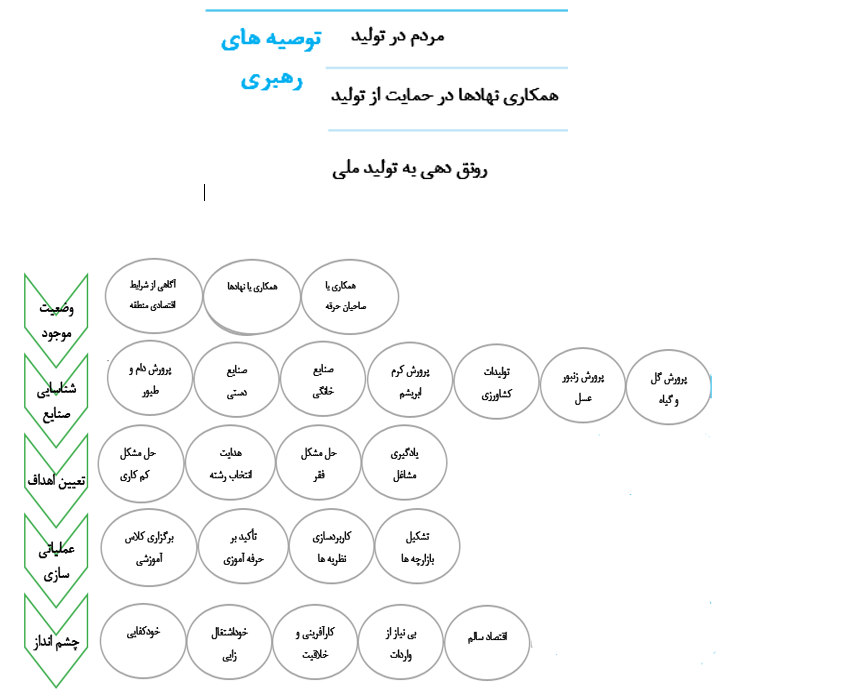 توصیه های
رهبری
مردم در تولید
همکاری نهادها در حمایت از تولید
رونق دهی به تولید ملی
وضعیت
موجود
آگاهی از شرایط
اقتصادی منطقه
همکاری با نهادها
همکاری با
صاحبان حرفه
شناسایی
صنایع
پرورش دام و
طیور
صنایع
دستی
صنایع
خانگی
پرورش کرم
ابریشم
تولیدات
کشاورزی
پرورش زنبور
عسل
پرورش گل
و گیاه
تعیین اهداف
حل مشکل
کم کاری
هدایت
انتخاب رشته
حل مشکل
فقر
یادگیری
مشاغل
عملیاتی
سازی
برگزاری کلاس
آموزشی
تأکید بر
حرفه آموزی
کاربردسازی
نظریه ها
تشکیل
بازارچه ها
چشم انداز
خودکفایی
خوداشتغال
زایی
کارآفرینی و
خلاقیت
بی نیاز از
واردات
اقتصاد سالم